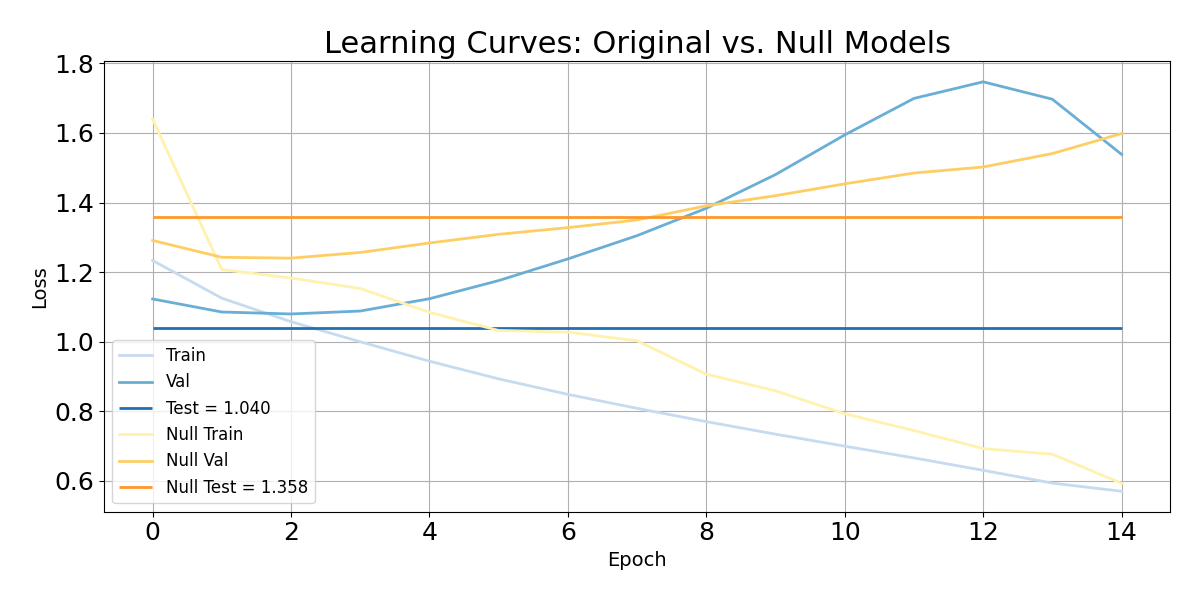 Learning Curves: Original vs. Null Models
1.8
1.6
1.4
1.2
1.0
0.8
0.6
Loss
Train
Val
Test = 1.040
Null Train
Null Val
Null Test = 1.358
0 2 4 6 8 10 12 14
Epoch